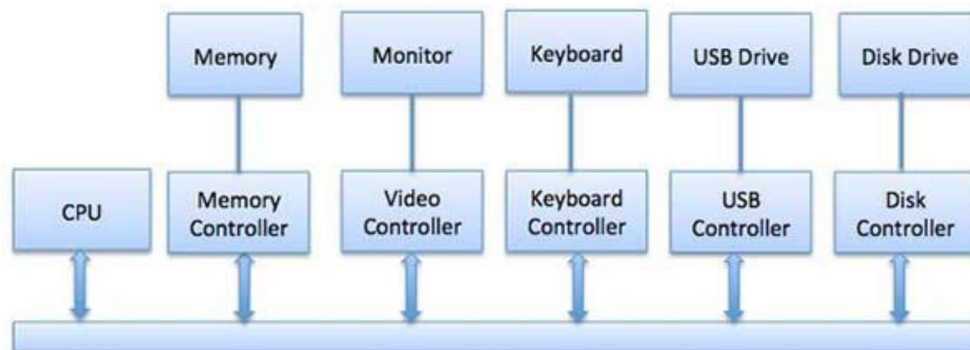 Memory
Monitor
Keyboard
USB Drive
Disk Drive
CPU
Memory
Controller
Video
Controller
Keyboard
Controller
USB
Controller
Disk
Controller